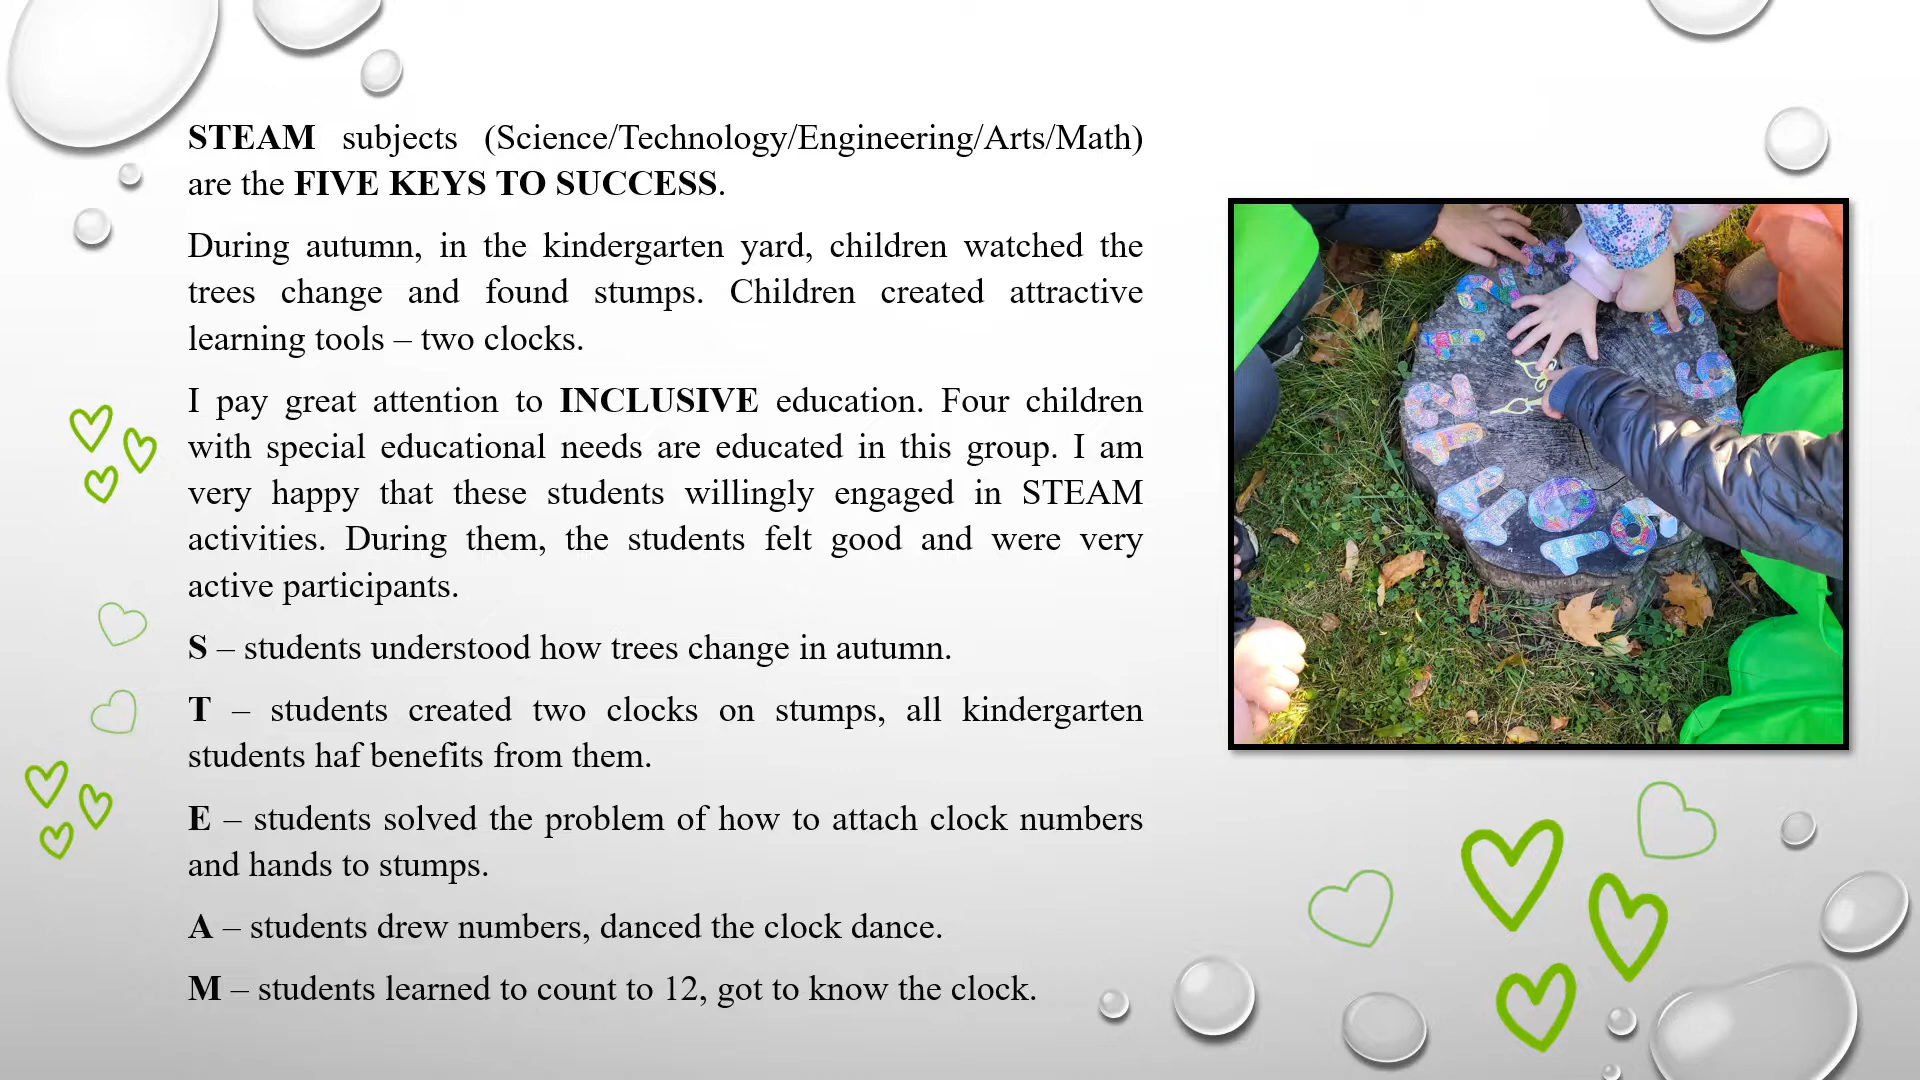 STEAM subjects (Science/Technology/Engineering/Arts/Math)
are the FIVE KEYS TO SUCCESS.
During autumn, in the kindergarten yard, children watched the
trees change and found stumps. Children created attractive
learning tools – two clocks.
I pay great attention to INCLUSIVE education. Four children
with special educational needs are educated in this group. I am
very happy that these students willingly engaged in STEAM
activities. During them, the students felt good and were very
active participants.
S – students understood how trees change in autumn.
T – students created two clocks on stumps, all kindergarten
students haf benefits from them.
E – students solved the problem of how to attach clock numbers
and hands to stumps.
A – students drew numbers, danced the clock dance.
M – students learned to count to 12, got to know the clock.